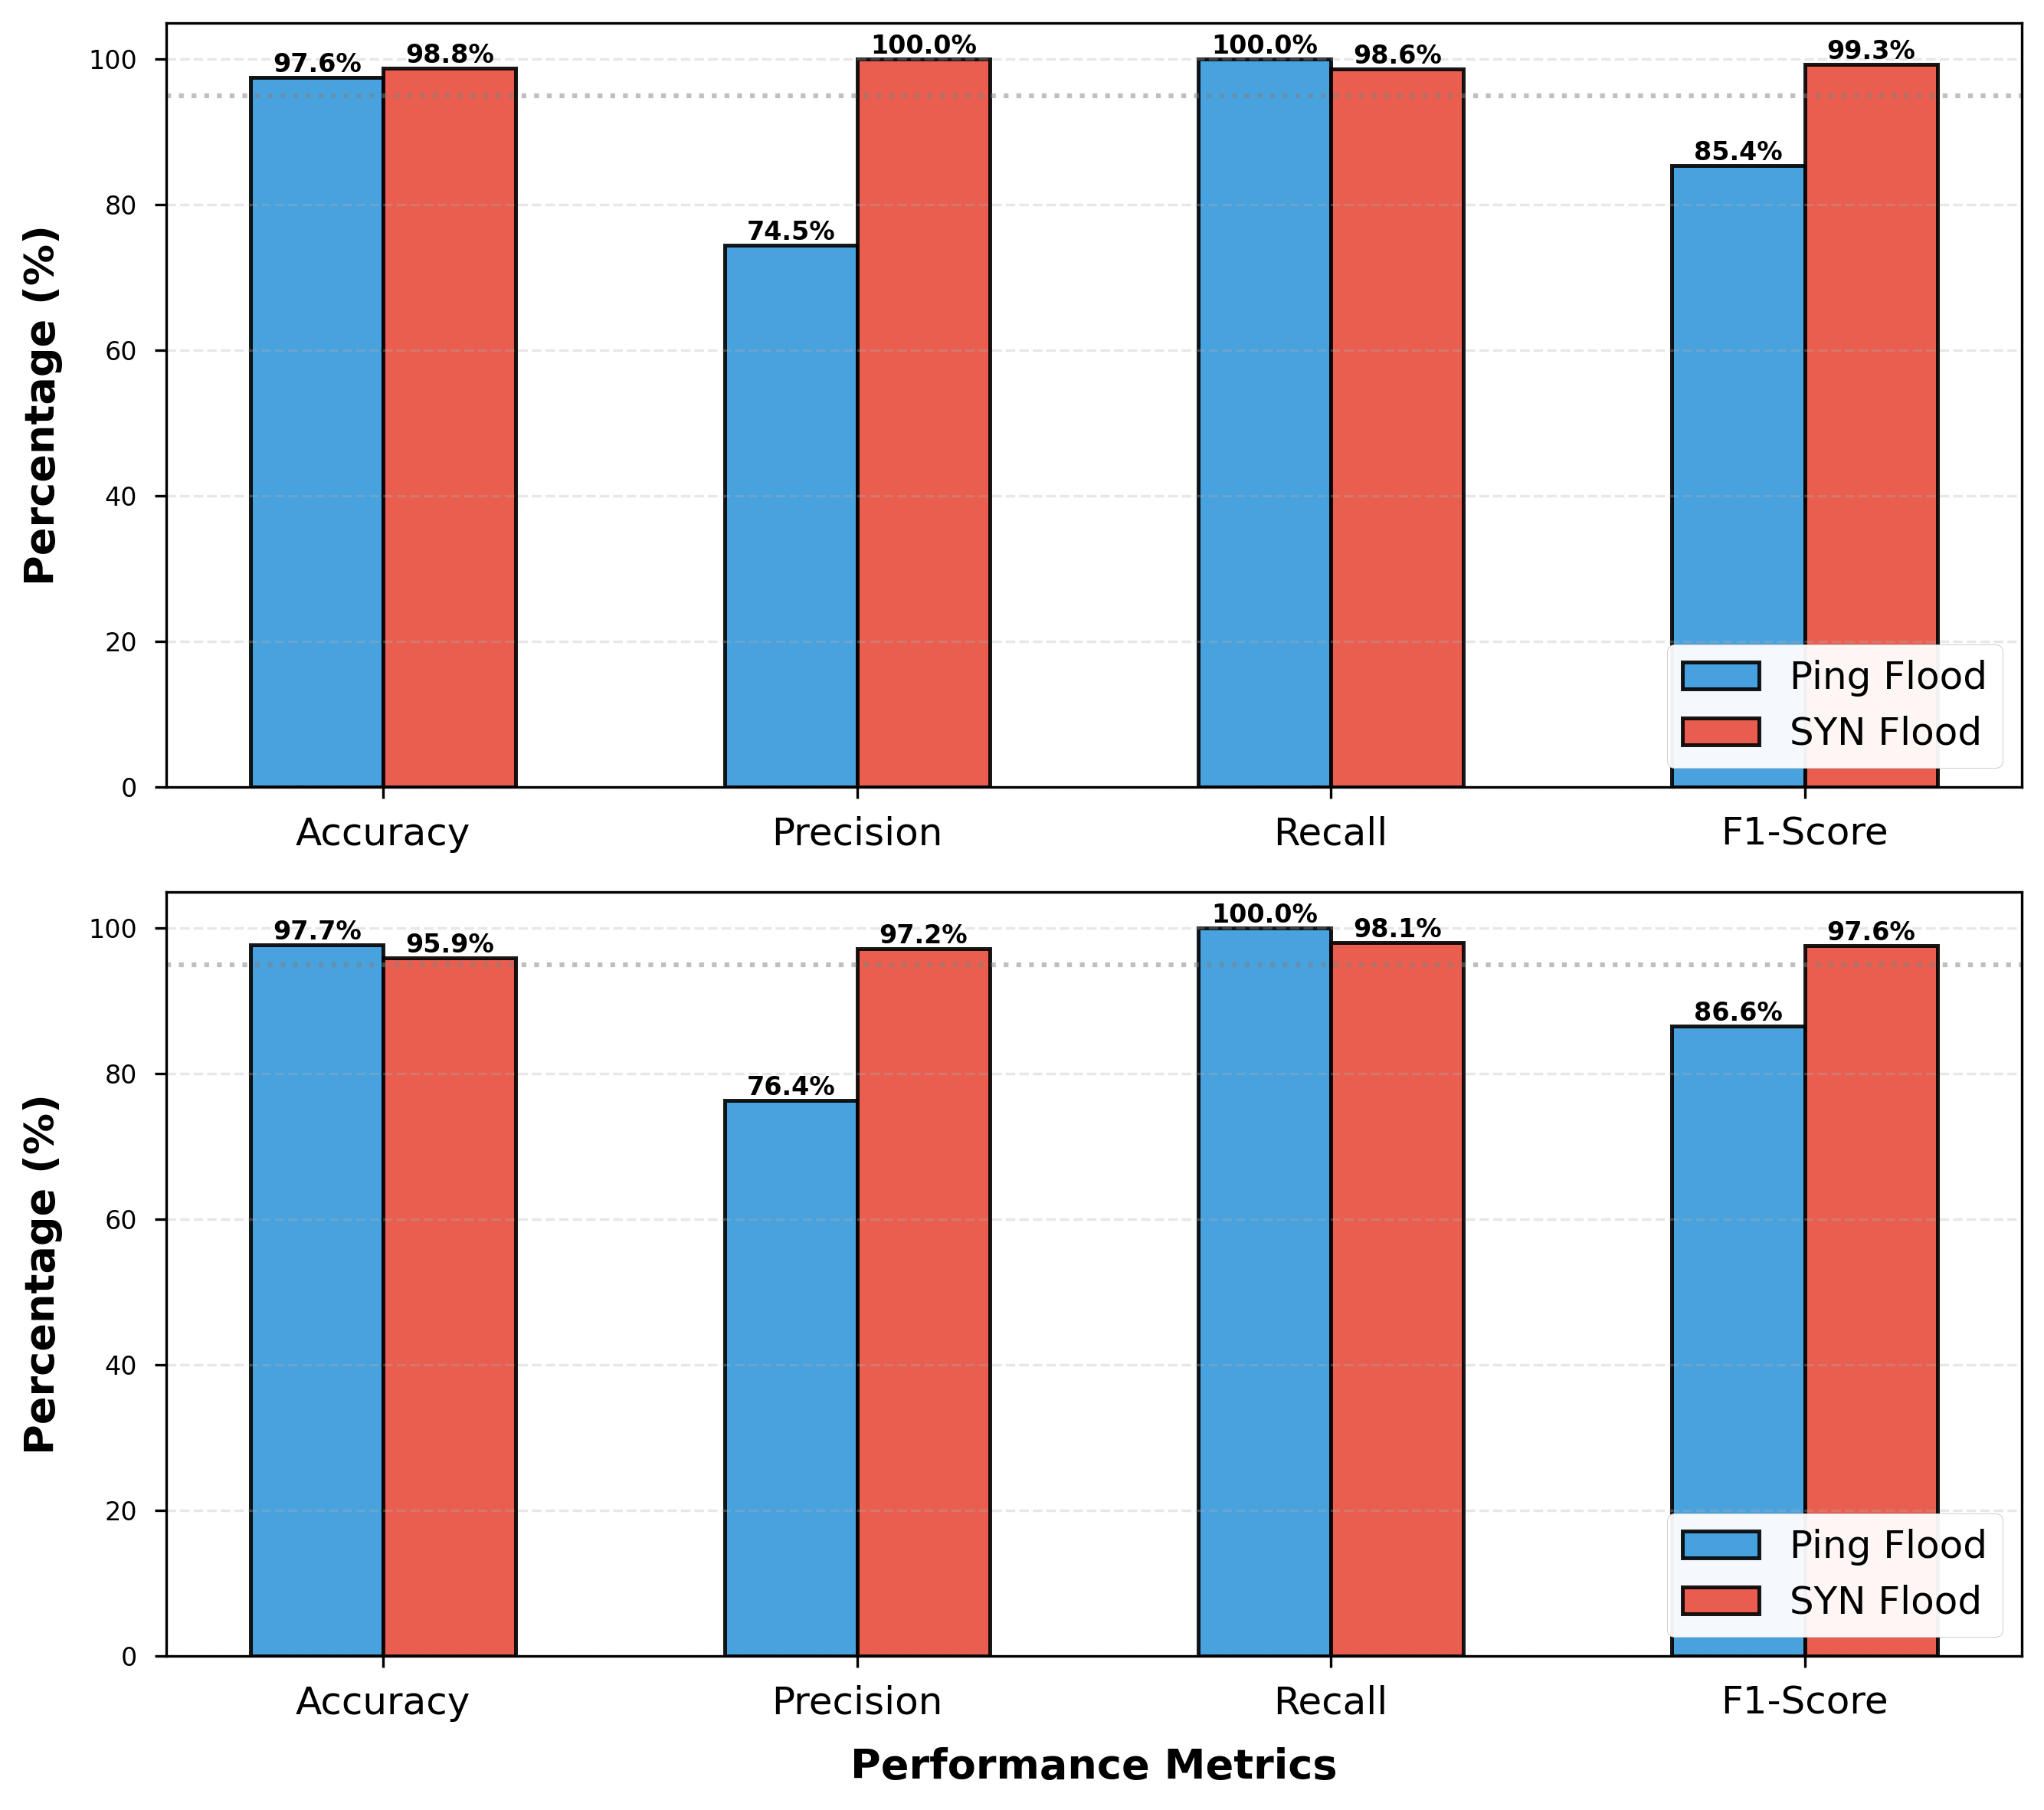 Percentage (%)
100
80
60
40
20
0
97.6%
98.8%
74.5%
100.0%
100.0%
98.6%
85.4%
99.3%
Ping Flood
SYN Flood
Accuracy
Precision
Recall
F1-Score
Percentage (%)
100
80
60
40
20
0
97.7%
95.9%
76.4%
97.2%
100.0%
98.1%
86.6%
97.6%
Ping Flood
SYN Flood
Accuracy
Precision
Recall
F1-Score
Performance Metrics